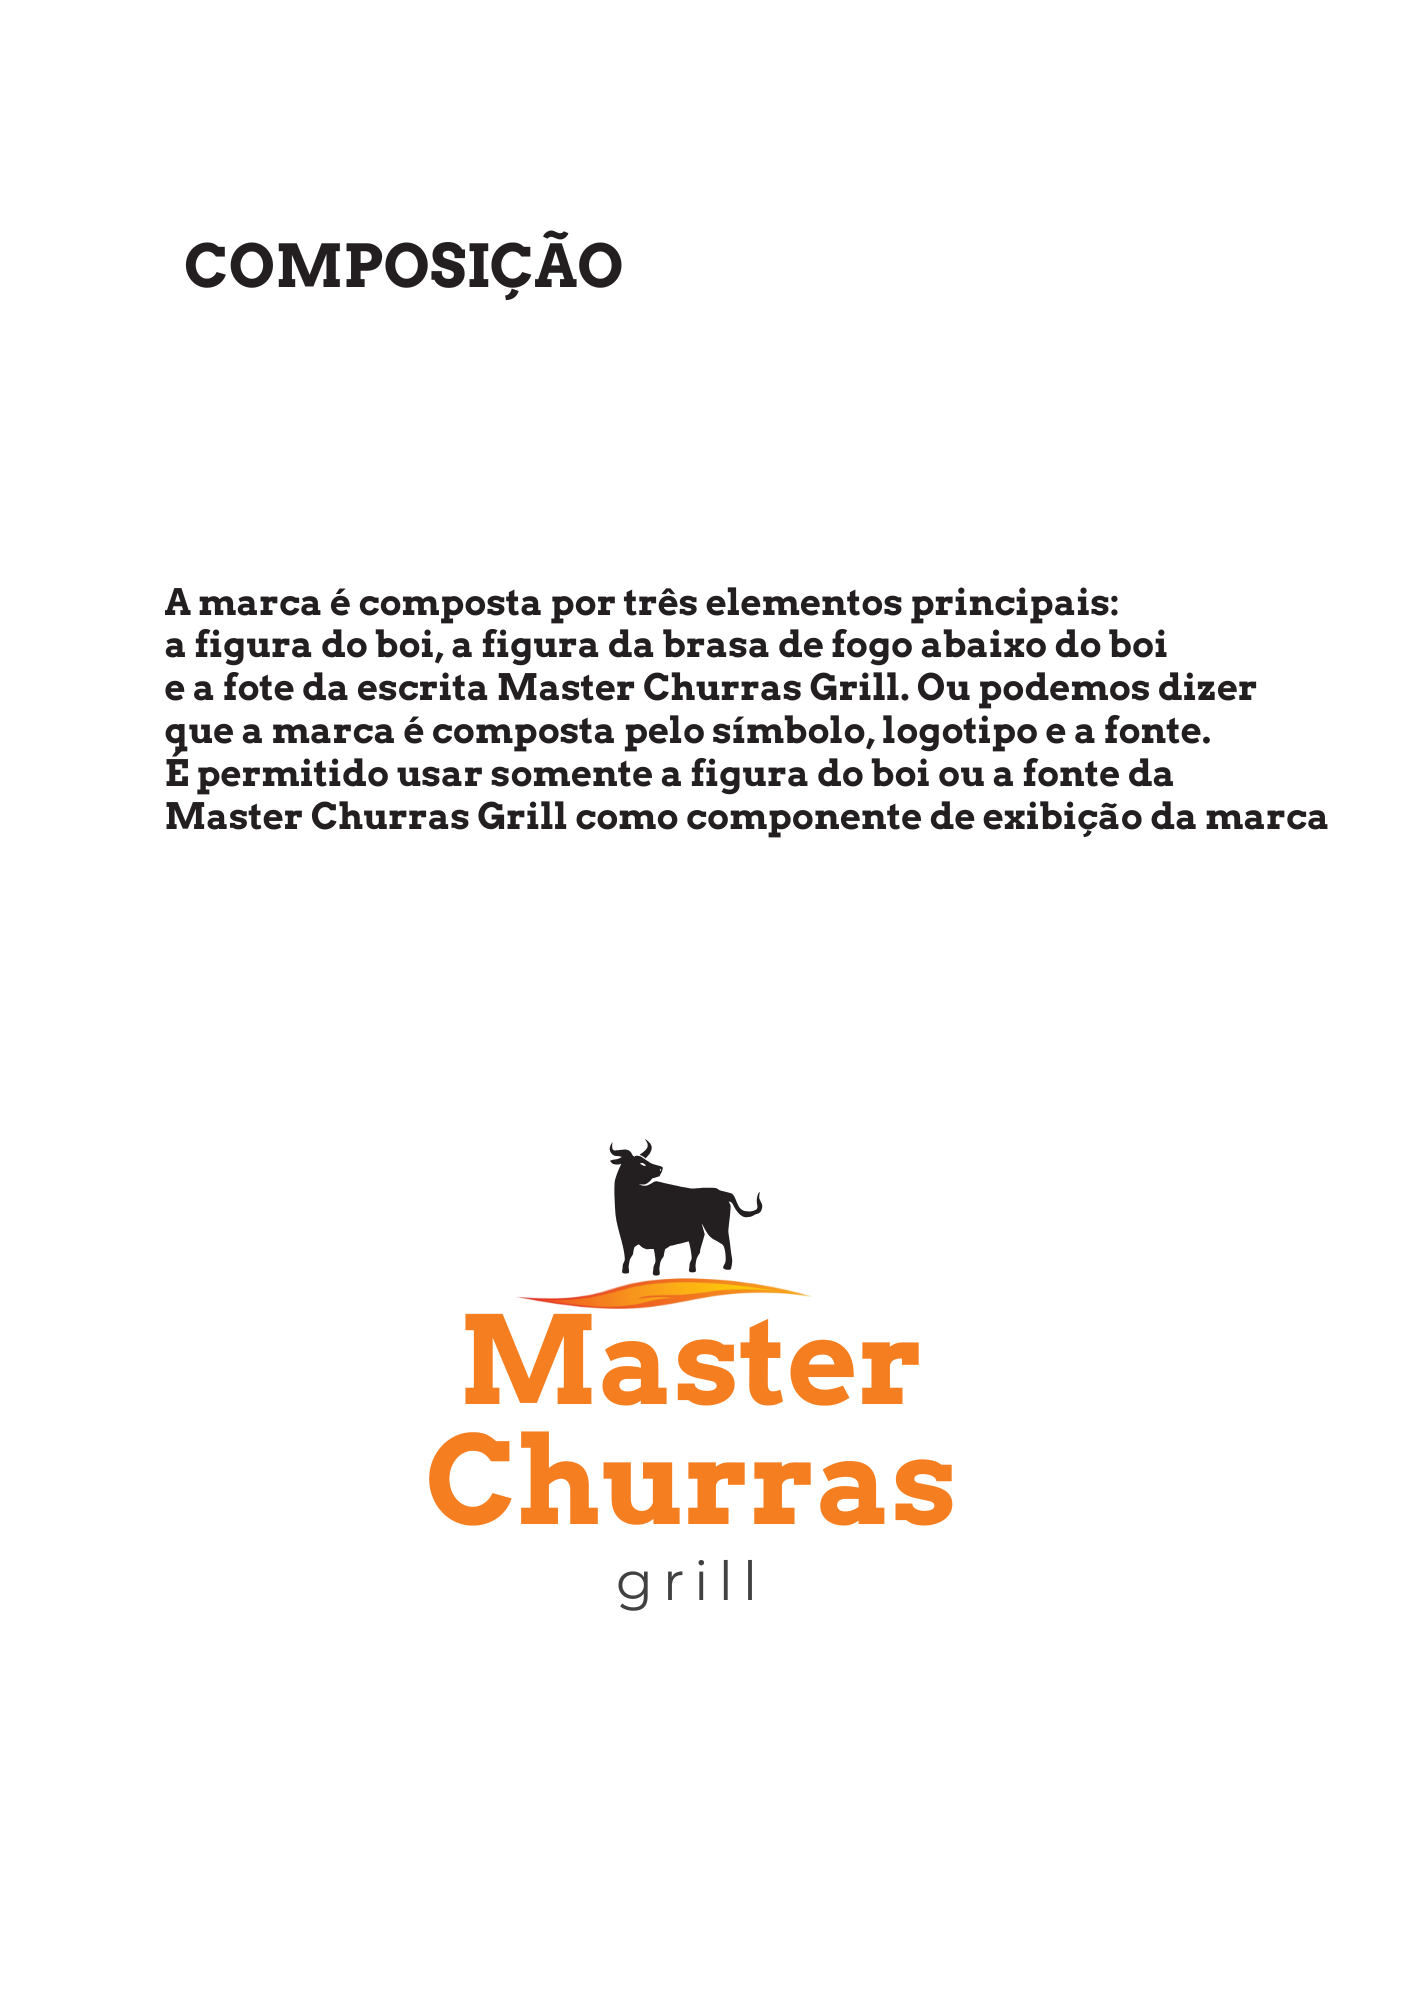 COMPOSIÇÃO
A marca é composta por três elementos principais:
a figura do boi, a figura da brasa de fogo abaixo do boi
e a fote da escrita Master Churras Grill. Ou podemos dizer
que a marca é composta pelo símbolo, logotipo e a fonte.
É permitido usar somente a figura do boi ou a fonte da
Master Churras Grill como componente de exibição da marca
Master
Churras
grill